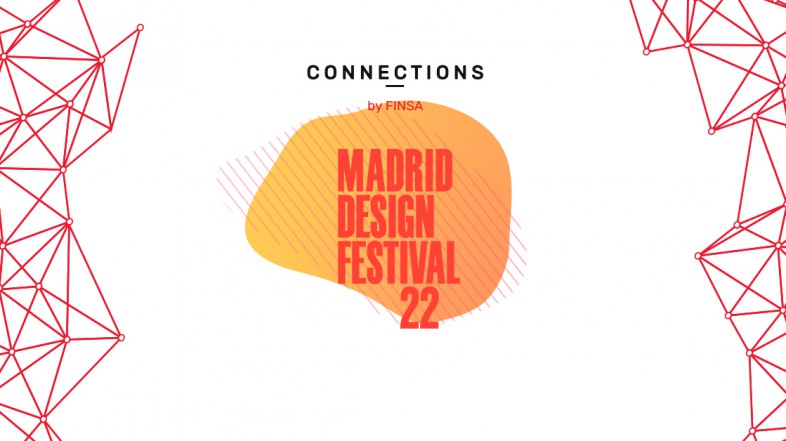 CONNECTIONS
by FINSA
MADRID
DESIGN
FESTIVAL
22